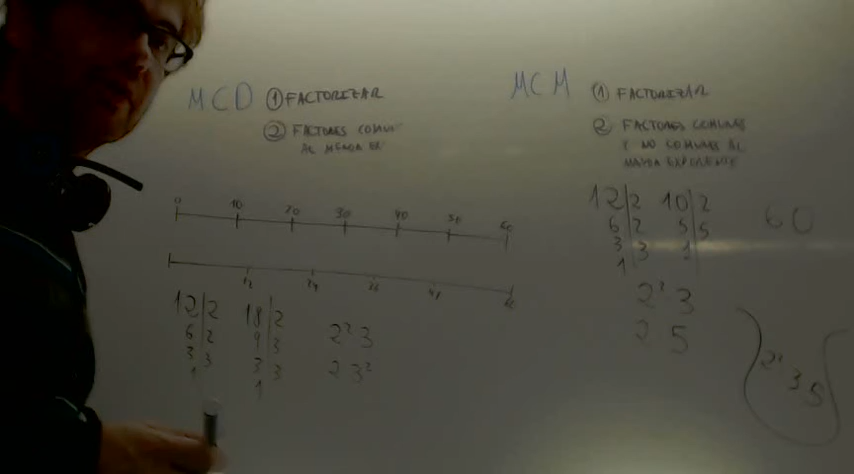 MCD ① FACTORIZAR
② FACTORES COMUN
AL MENOR EX
0 10 20 30 40 50 60
12 24 36 48 60
12|2
6|2
3|3
1
18|2
9|3
3|3
1
2² 3
2 3²
MCM ① FACTORIZAR
② FACTORES COMUNES
Y NO COMUNES AL
MAYOR EXPONENTE
12|2
6|2
3|3
1
10|2
5|5
1
60
2² 3
2 5
2² 3 5